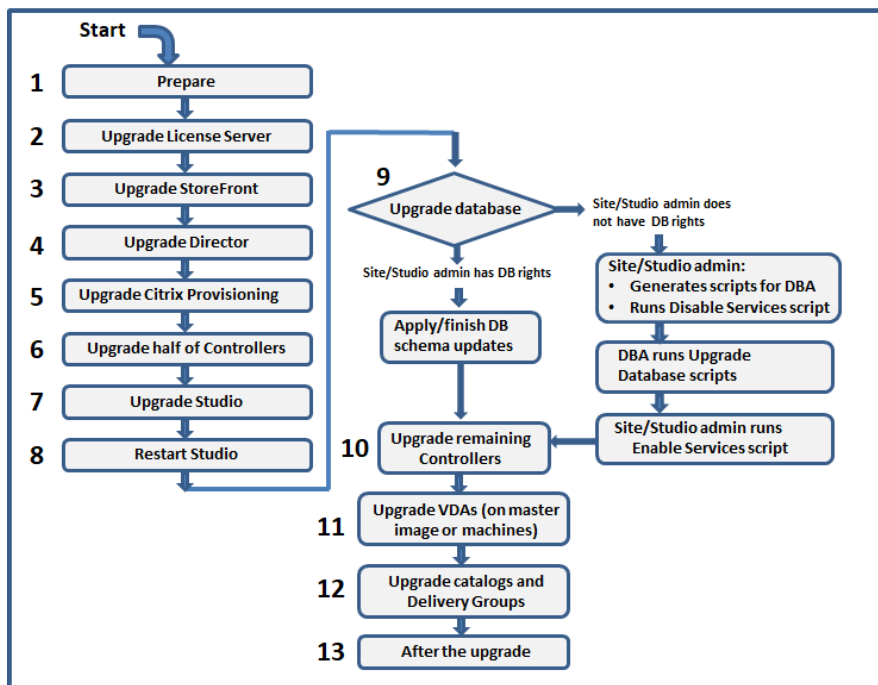 Start
1
Prepare
2
Upgrade License Server
3
Upgrade StoreFront
4
Upgrade Director
5
Upgrade Citrix Provisioning
6
Upgrade half of Controllers
7
Upgrade Studio
8
Restart Studio
9
Upgrade database
Site/Studio admin does
not have DB rights
Site/Studio admin has DB rights
Site/Studio admin:
• Generates scripts for DBA
• Runs Disable Services script
Apply/finish DB
schema updates
DBA runs Upgrade
Database scripts
Site/Studio admin runs
Enable Services script
10
Upgrade remaining
Controllers
11
Upgrade VDAs (on master
image or machines)
12
Upgrade catalogs and
Delivery Groups
13
After the upgrade